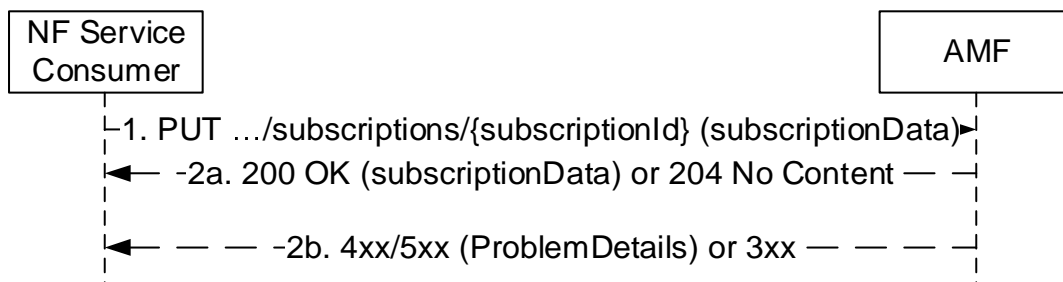 NF Service
Consumer
AMF
1. PUT …/subscriptions/{subscriptionId} (subscriptionData)
2a. 200 OK (subscriptionData) or 204 No Content
2b. 4xx/5xx (ProblemDetails) or 3xx